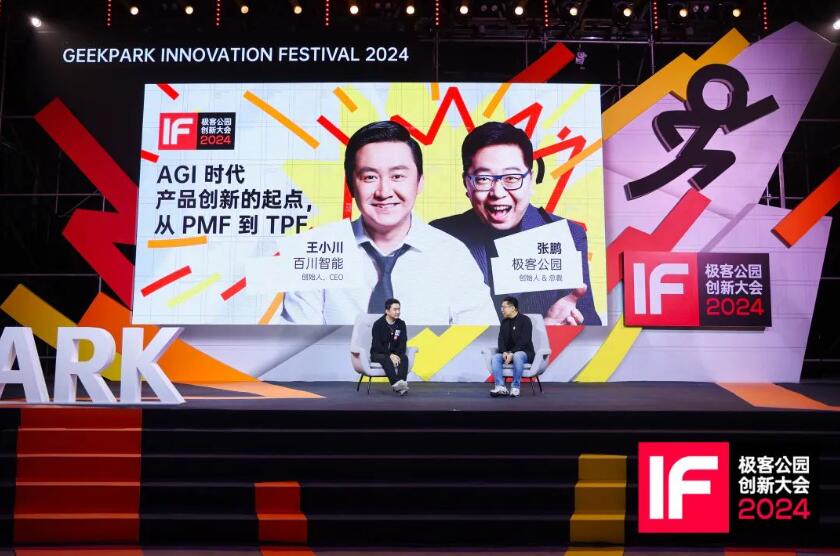 GEEKPARK INNOVATION FESTIVAL 2024
IF
极客公园
创新大会
2024
AGI 时代
产品创新的起点，
从 PMF 到 TPF
王小川
百川智能
创始人、CEO
张鹏
极客公园
创始人 & 总裁
IF
极客公园
创新大会
2024
ARK
IF
极客公园
创新大会
2024